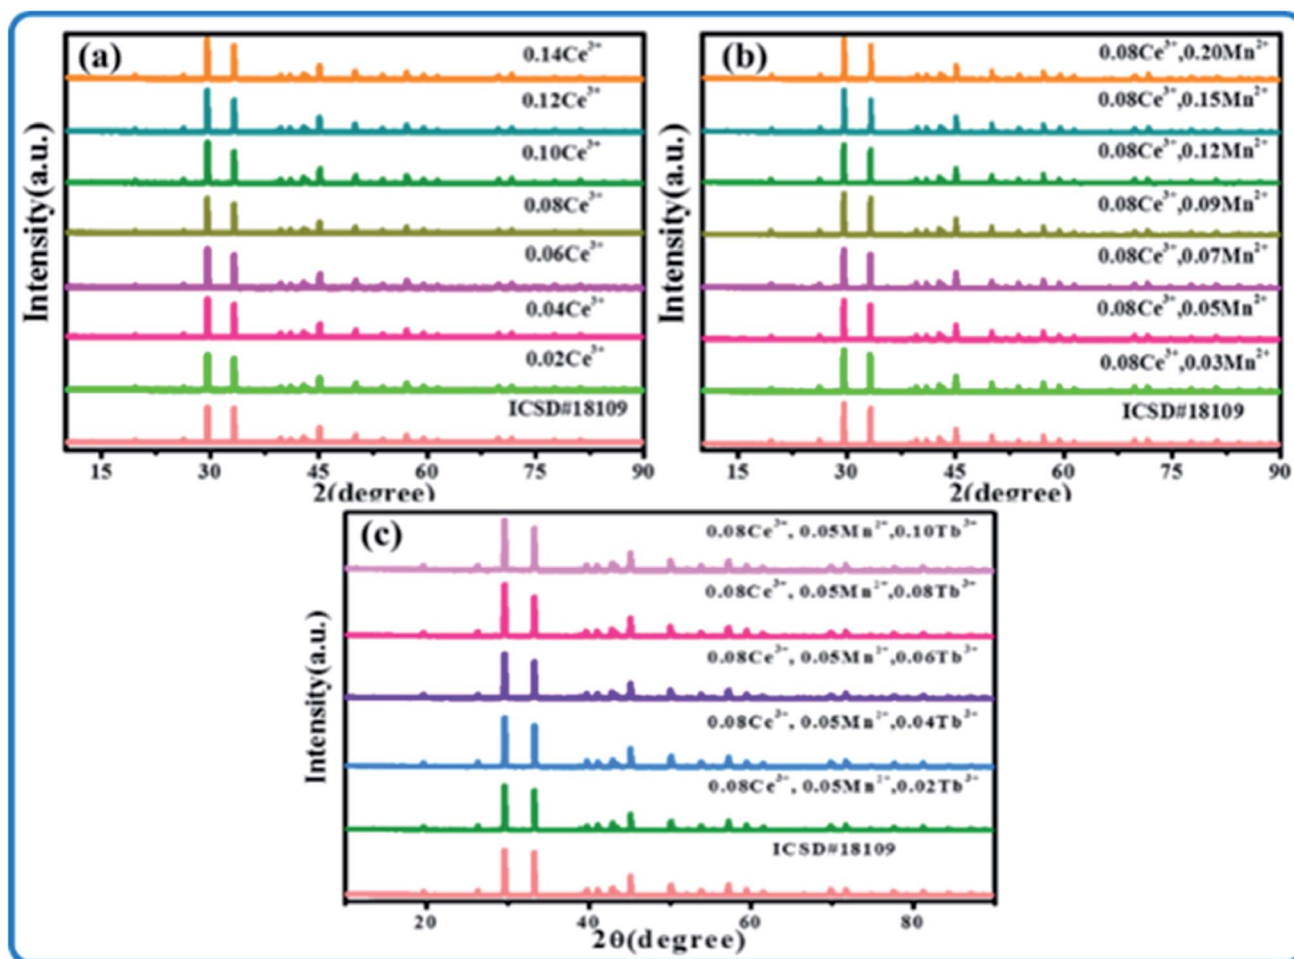 (a)
0.14Ce³⁺
0.12Ce³⁺
0.10Ce³⁺
0.08Ce³⁺
0.06Ce³⁺
0.04Ce³⁺
0.02Ce³⁺
ICSD#18109
Intensity(a.u.)
15 30 45 60 75 90
2(degree)
(b)
0.08Ce³⁺,0.20Mn²⁺
0.08Ce³⁺,0.15Mn²⁺
0.08Ce³⁺,0.12Mn²⁺
0.08Ce³⁺,0.09Mn²⁺
0.08Ce³⁺,0.07Mn²⁺
0.08Ce³⁺,0.05Mn²⁺
0.08Ce³⁺,0.03Mn²⁺
ICSD#18109
Intensity(a.u.)
15 30 45 60 75 90
2(degree)
(c)
0.08Ce³⁺, 0.05Mn²⁺,0.10Tb³⁺
0.08Ce³⁺, 0.05Mn²⁺,0.08Tb³⁺
0.08Ce³⁺, 0.05Mn²⁺,0.06Tb³⁺
0.08Ce³⁺, 0.05Mn²⁺,0.04Tb³⁺
0.08Ce³⁺, 0.05Mn²⁺,0.02Tb³⁺
ICSD#18109
Intensity(a.u.)
20 40 60 80
2θ(degree)